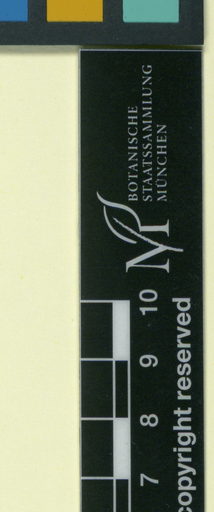 BOTANISCHE
STAATSSAMMLUNG
MÜNCHEN
M
10
9
8
7
copyright reserved